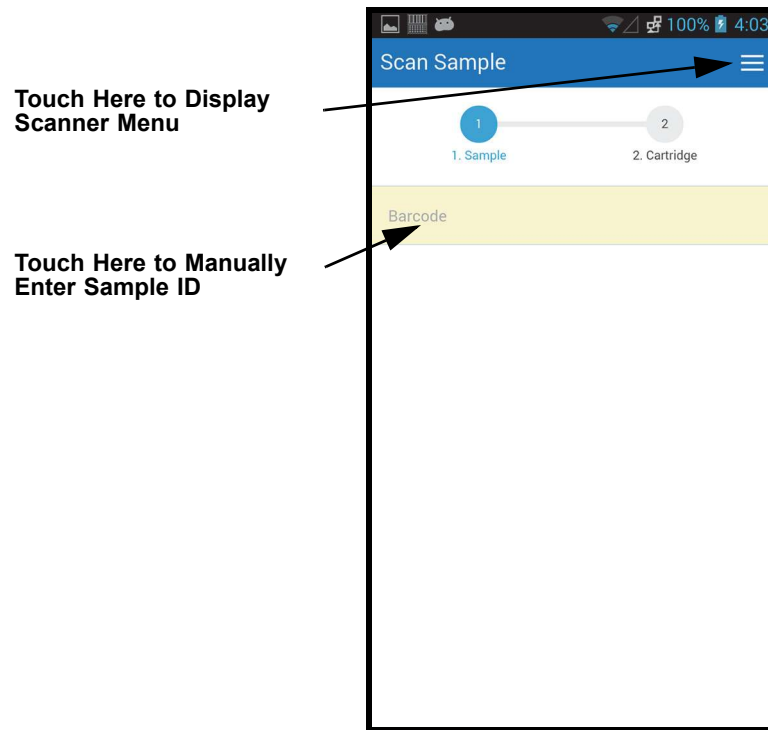 100% 4:03
Scan Sample
Touch Here to Display
Scanner Menu
1 2
1. Sample 2. Cartridge
Barcode
Touch Here to Manually
Enter Sample ID